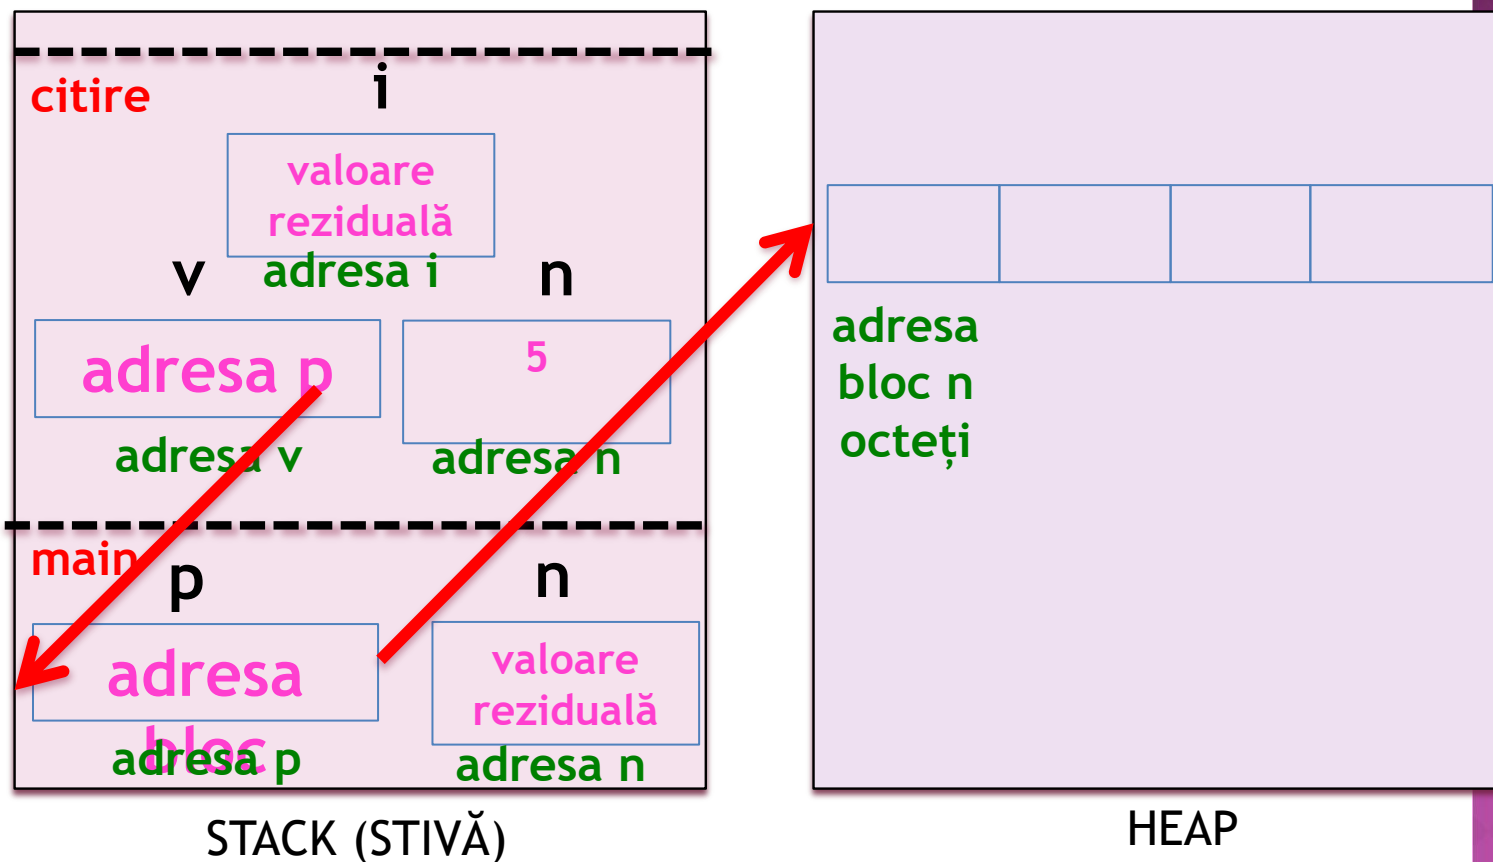 citire
i
valoare
reziduală
adresa i
v
n
adresa p
5
adresa v
adresa n
main
p
n
adresa
bloc
adresa p
valoare
reziduală
adresa n
STACK (STIVĂ)
adresa
bloc n
octeți
HEAP